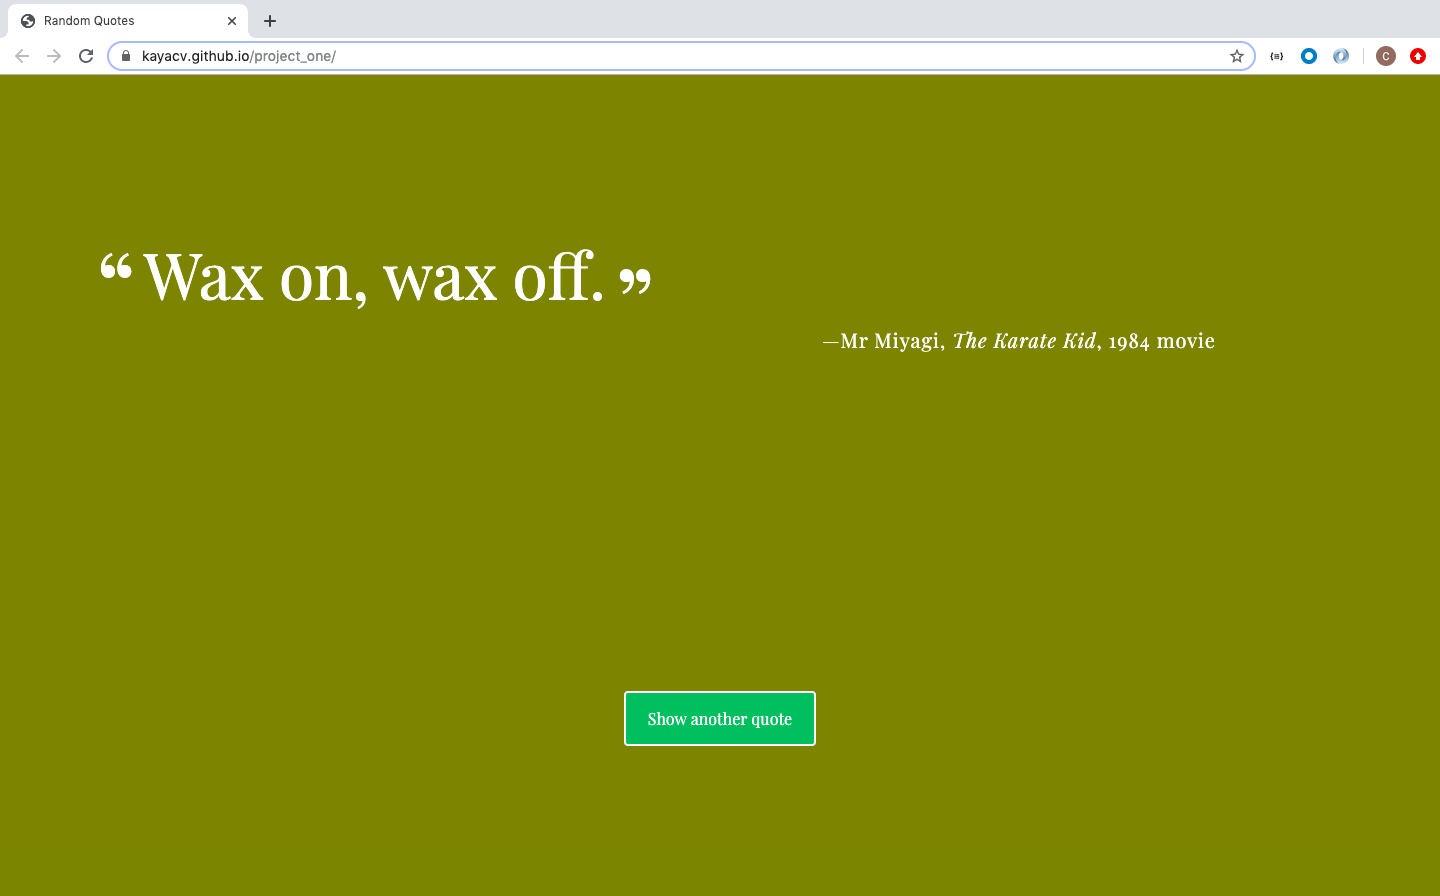 Random Quotes
kayacv.github.io/project_one/
C
“ Wax on, wax off. ”
—Mr Miyagi, The Karate Kid, 1984 movie
Show another quote